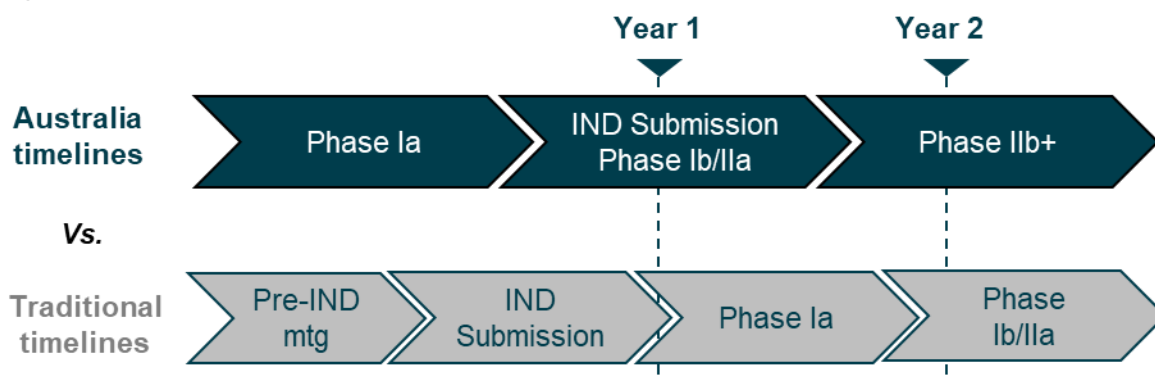 Year 1
Year 2
Australia
timelines
Phase Ia
IND Submission
Phase Ib/IIa
Phase IIb+
Vs.
Traditional
timelines
Pre-IND
mtg
IND
Submission
Phase Ia
Phase
Ib/IIa